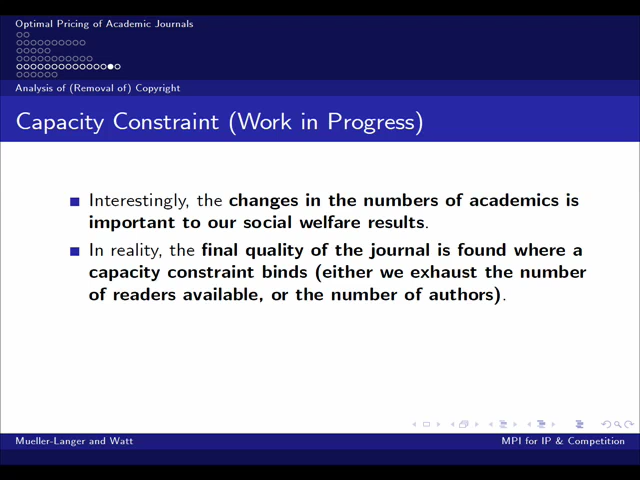 Optimal Pricing of Academic Journals
Analysis of (Removal of) Copyright
Capacity Constraint (Work in Progress)
Interestingly, the changes in the numbers of academics is
important to our social welfare results.
In reality, the final quality of the journal is found where a
capacity constraint binds (either we exhaust the number
of readers available, or the number of authors).
Mueller-Langer and Watt
MPI for IP & Competition